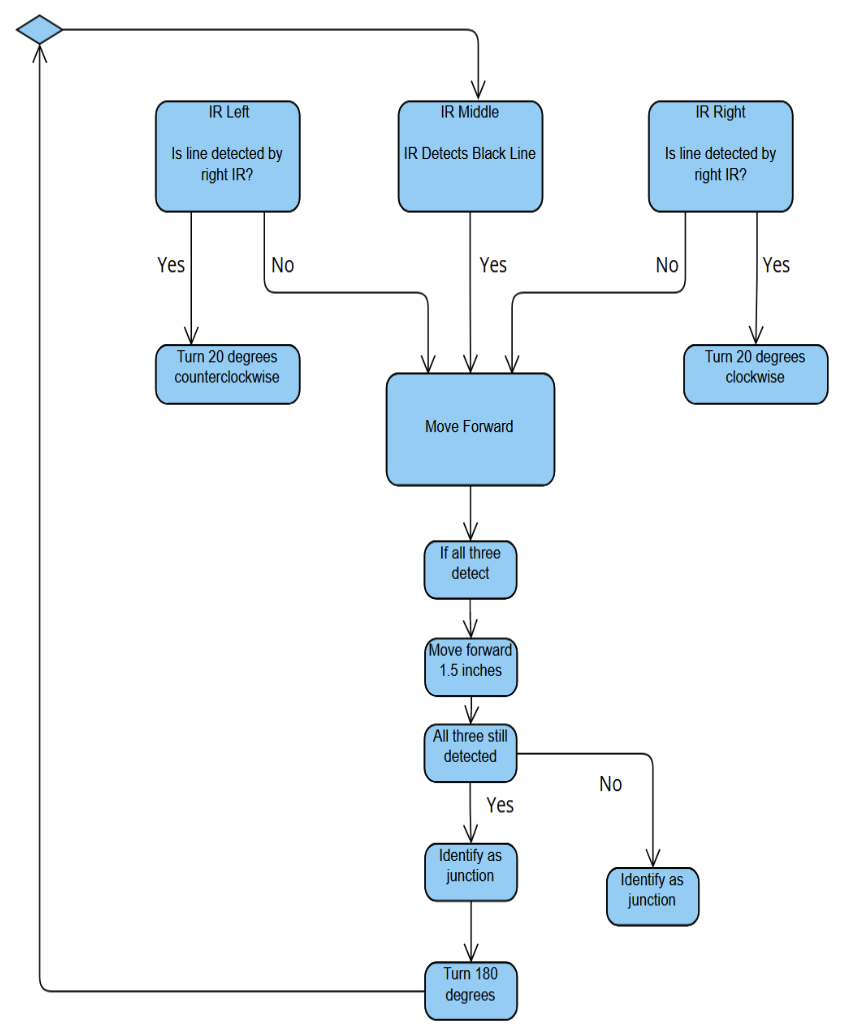 IR Left
Is line detected by
right IR?
IR Middle
IR Detects Black Line
IR Right
Is line detected by
right IR?
Yes
No
Yes
No
Yes
Turn 20 degrees
counterclockwise
Turn 20 degrees
clockwise
Move Forward
If all three
detect
Move forward
1.5 inches
All three still
detected
No
Yes
Identify as
junction
Identify as
junction
Turn 180
degrees